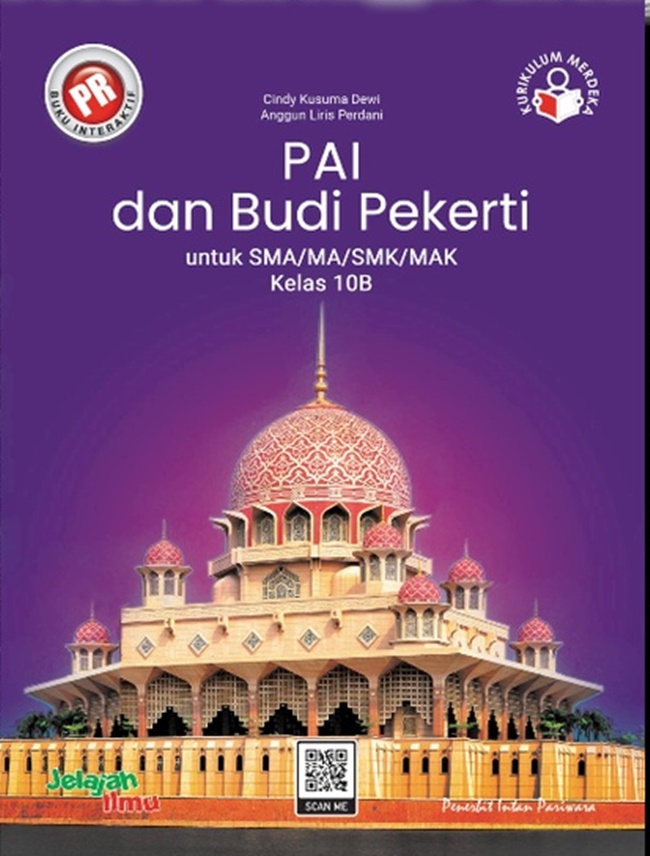 PR
BUKU INTERAKTIF
KURIKULUM MERDEKA
Cindy Kusuma Dewi
Anggun Liris Perdani
PAI
dan Budi Pekerti
untuk SMA/MA/SMK/MAK
Kelas 10B
Jelajah
Ilmu
SCAN ME
Penerbit Intan Pariwara